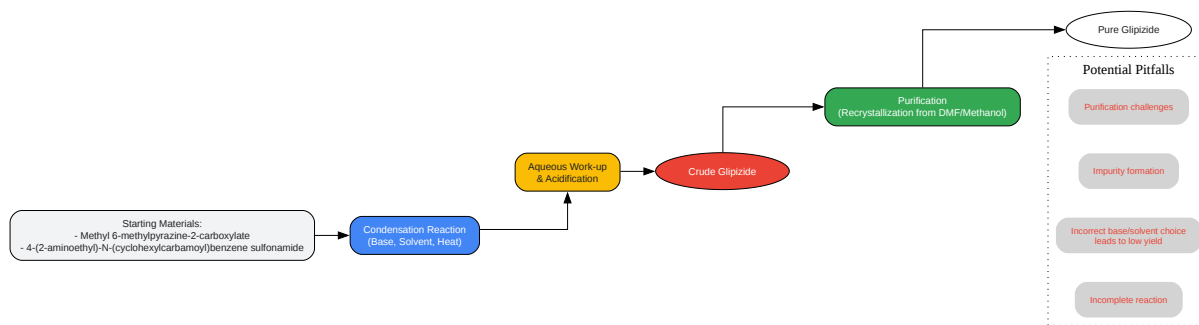 Starting Materials:
- Methyl 6-methylpyrazine-2-carboxylate
- 4-(2-aminoethyl)-N-(cyclohexylcarbamoyl)benzene sulfonamide
Condensation Reaction
(Base, Solvent, Heat)
Aqueous Work-up
& Acidification
Crude Glipizide
Purification
(Recrystallization from DMF/Methanol)
Pure Glipizide
Potential Pitfalls
Purification challenges
Impurity formation
Incorrect base/solvent choice
leads to low yield
Incomplete reaction